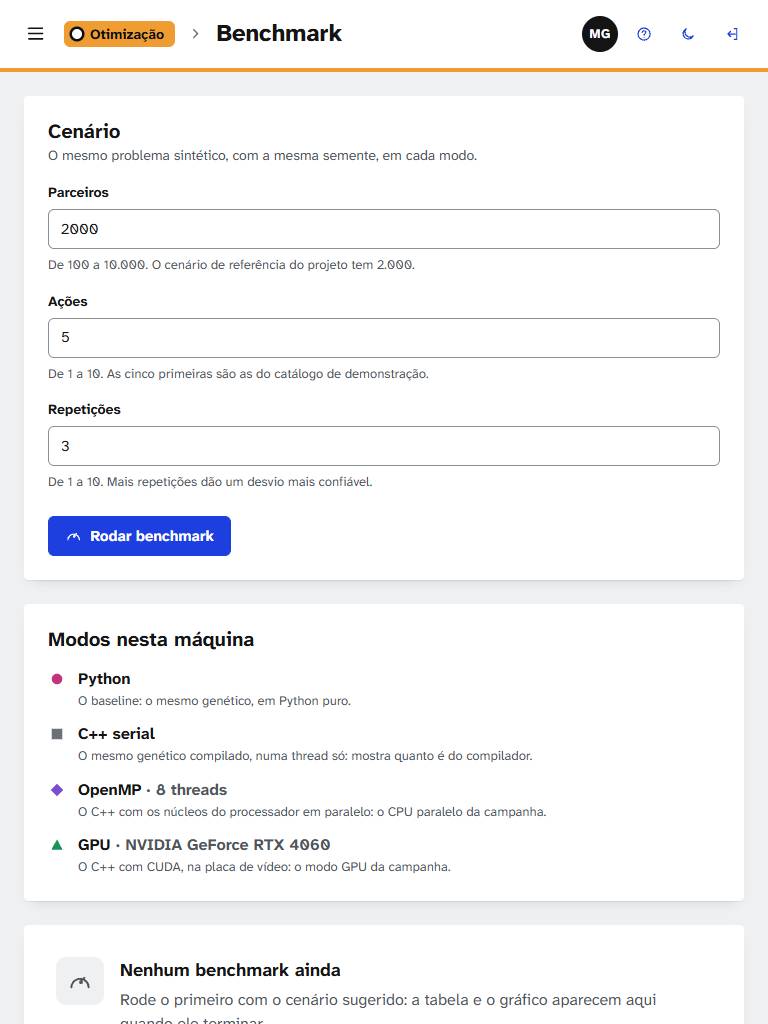 Otimização
Benchmark
MG
Cenário
O mesmo problema sintético, com a mesma semente, em cada modo.
Parceiros
2000
De 100 a 10.000. O cenário de referência do projeto tem 2.000.
Ações
5
De 1 a 10. As cinco primeiras são as do catálogo de demonstração.
Repetições
3
De 1 a 10. Mais repetições dão um desvio mais confiável.
Rodar benchmark
Modos nesta máquina
Python
O baseline: o mesmo genético, em Python puro.
C++ serial
O mesmo genético compilado, numa thread só: mostra quanto é do compilador.
OpenMP · 8 threads
O C++ com os núcleos do processador em paralelo: o CPU paralelo da campanha.
GPU · NVIDIA GeForce RTX 4060
O C++ com CUDA, na placa de vídeo: o modo GPU da campanha.
Nenhum benchmark ainda
Rode o primeiro com o cenário sugerido: a tabela e o gráfico aparecem aqui
quando ele terminar.